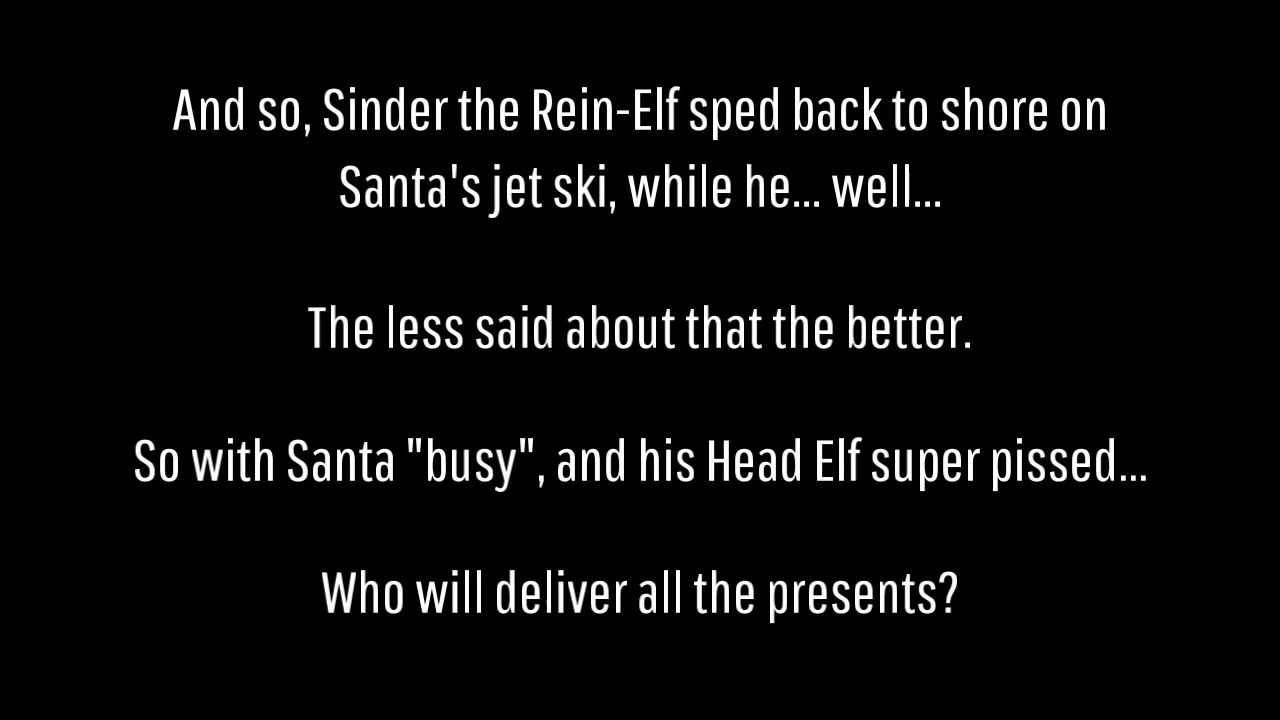 And so, Sinder the Rein-Elf sped back to shore on
Santa's jet ski, while he... well...
The less said about that the better.
So with Santa "busy", and his Head Elf super pissed...
Who will deliver all the presents?